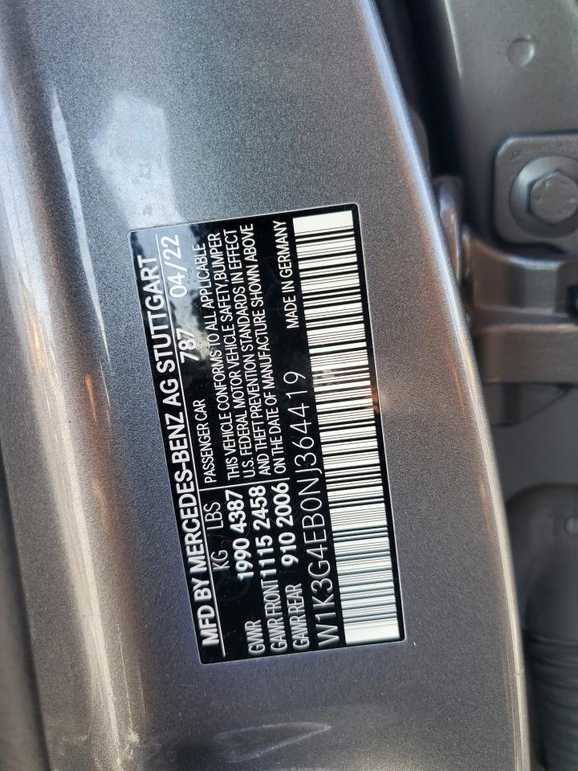 MFD BY MERCEDES-BENZ AG STUTTGART
KG LBS PASSENGER CAR 787 04/22
GWR 1990 4387 THIS VEHICLE CONFORMS TO ALL APPLICABLE
U.S. FEDERAL MOTOR VEHICLE SAFETY,BUMPER
GAWR FRONT 1115 2458 AND THEFT PREVENTION STANDARDS IN EFFECT
GAWR REAR 910 2006 ON THE DATE OF MANUFACTURE SHOWN ABOVE
MADE IN GERMANY
W1K3G4EB0NJ364419